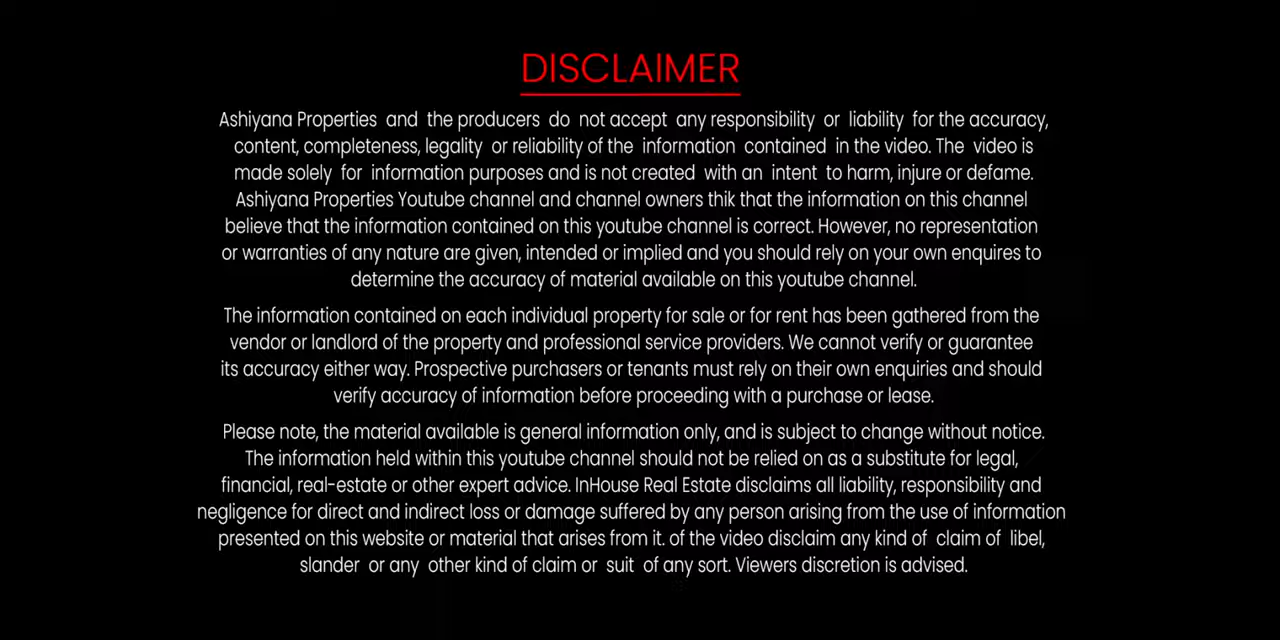 DISCLAIMER
Ashiyana Properties and the producers do not accept any responsibility or liability for the accuracy,
content, completeness, legality or reliability of the information contained in the video. The video is
made solely for information purposes and is not created with an intent to harm, injure or defame.
Ashiyana Properties Youtube channel and channel owners thik that the information on this channel
believe that the information contained on this youtube channel is correct. However, no representation
or warranties of any nature are given, intended or implied and you should rely on your own enquires to
determine the accuracy of material available on this youtube channel.
The information contained on each individual property for sale or for rent has been gathered from the
vendor or landlord of the property and professional service providers. We cannot verify or guarantee
its accuracy either way. Prospective purchasers or tenants must rely on their own enquiries and should
verify accuracy of information before proceeding with a purchase or lease.
Please note, the material available is general information only, and is subject to change without notice.
The information held within this youtube channel should not be relied on as a substitute for legal,
financial, real-estate or other expert advice. InHouse Real Estate disclaims all liability, responsibility and
negligence for direct and indirect loss or damage suffered by any person arising from the use of information
presented on this website or material that arises from it. of the video disclaim any kind of claim of libel,
slander or any other kind of claim or suit of any sort. Viewers discretion is advised.